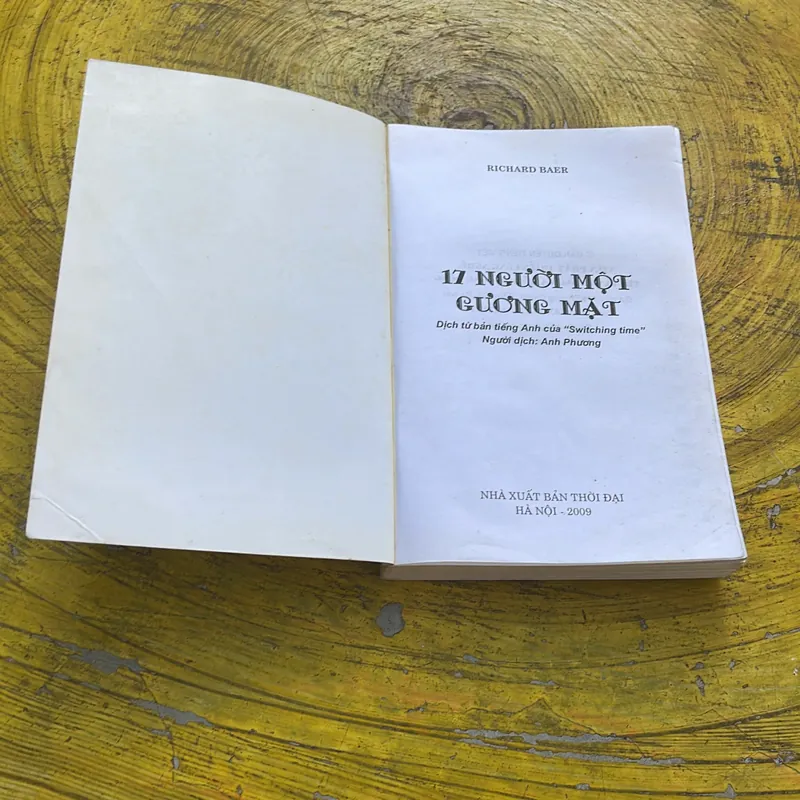 RICHARD BAER
17 NGƯỜI MỘT
GƯƠNG MẶT
Dịch từ bản tiếng Anh của "Switching time"
Người dịch: Anh Phương
NHÀ XUẤT BẢN THỜI ĐẠI
HÀ NỘI - 2009